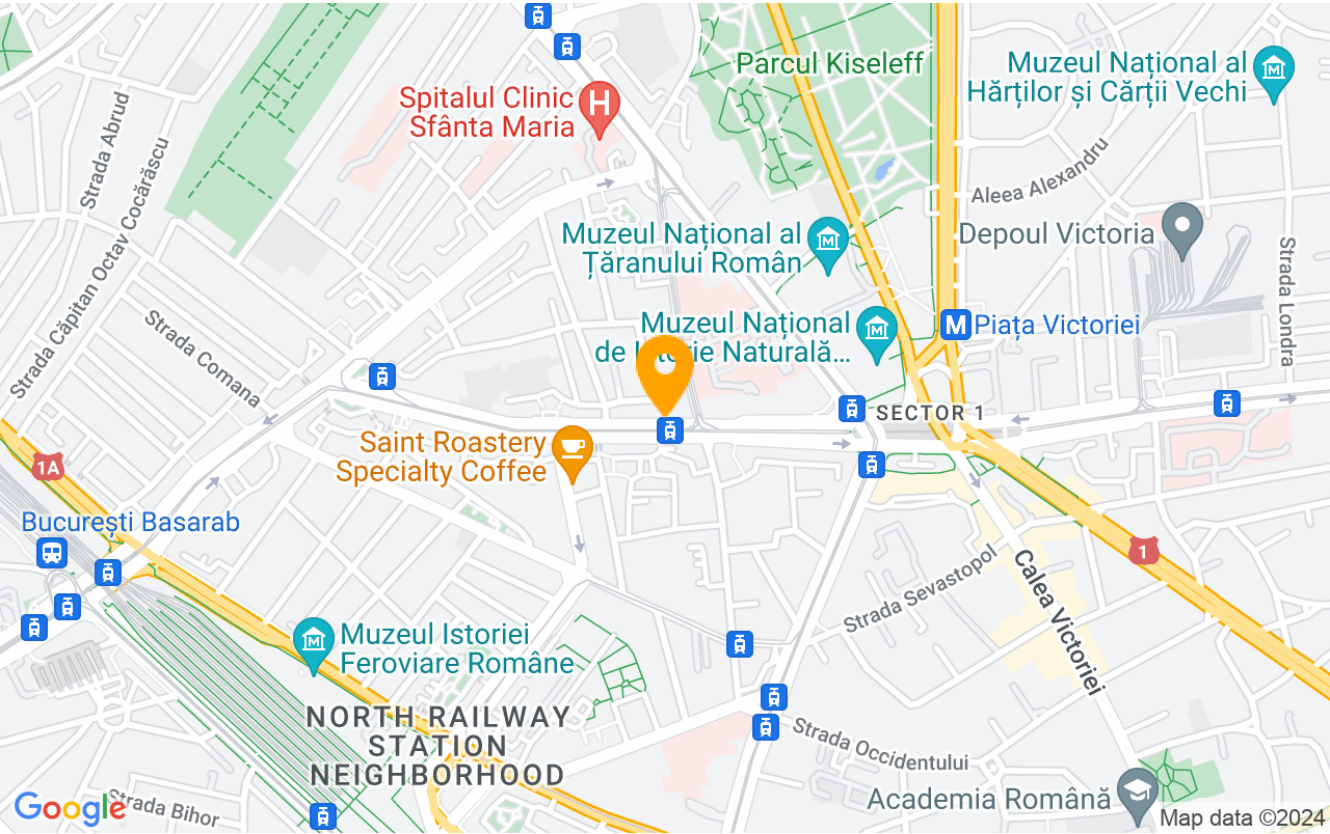 Parcul Kiseleff
Muzeul Național al
Hărților și Cărții Vechi
Spitalul Clinic
Sfânta Maria
Strada Abrud
Aleea Alexandru
Strada Căpitan Octav Cocărăscu
Muzeul Național al
Țăranului Român
Depoul Victoria
Strada Londra
Muzeul Național
de Istorie Naturală...
M
Piața Victoriei
Strada Comana
SECTOR 1
Saint Roastery
Specialty Coffee
1A
București Basarab
1
Strada Sevastopol
Calea Victoriei
Muzeul Istoriei
Feroviare Române
NORTH RAILWAY
STATION
NEIGHBORHOOD
Strada Occidentului
Academia Română
Google
Strada Bihor
Map data ©2024